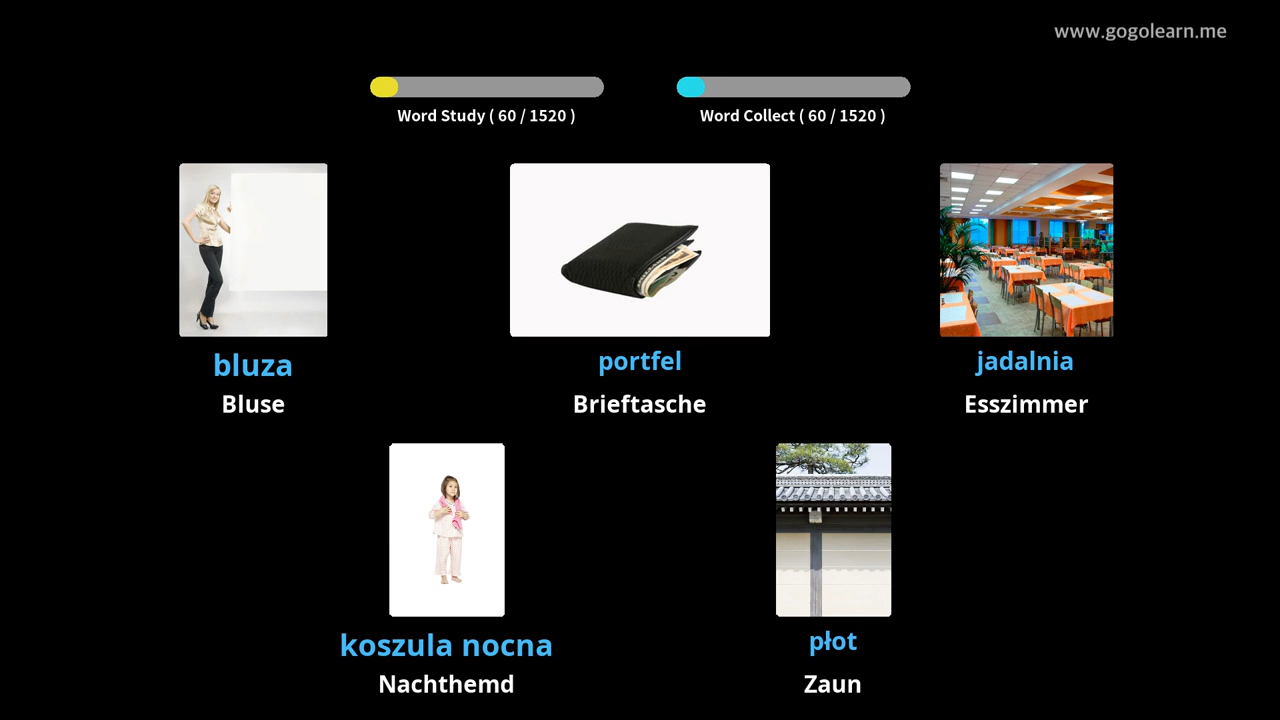 www.gogolearn.me
Word Study ( 60 / 1520 )
Word Collect ( 60 / 1520 )
bluza
Bluse
portfel
Brieftasche
jadalnia
Esszimmer
koszula nocna
Nachthemd
płot
Zaun